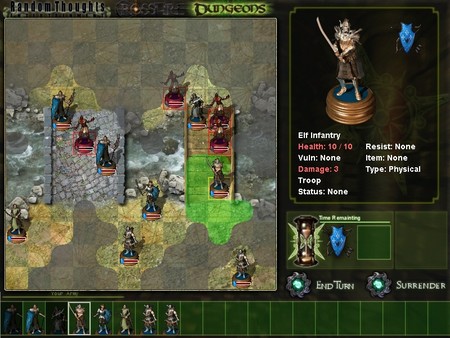 RandomThoughts
CROSSFIRE
DUNGEONS
Elf Infantry
Health: 10 / 10 Resist: None
Vuln: None Item: None
Damage: 3 Type: Physical
Troop
Status: None
Time Remaining
END TURN SURRENDER